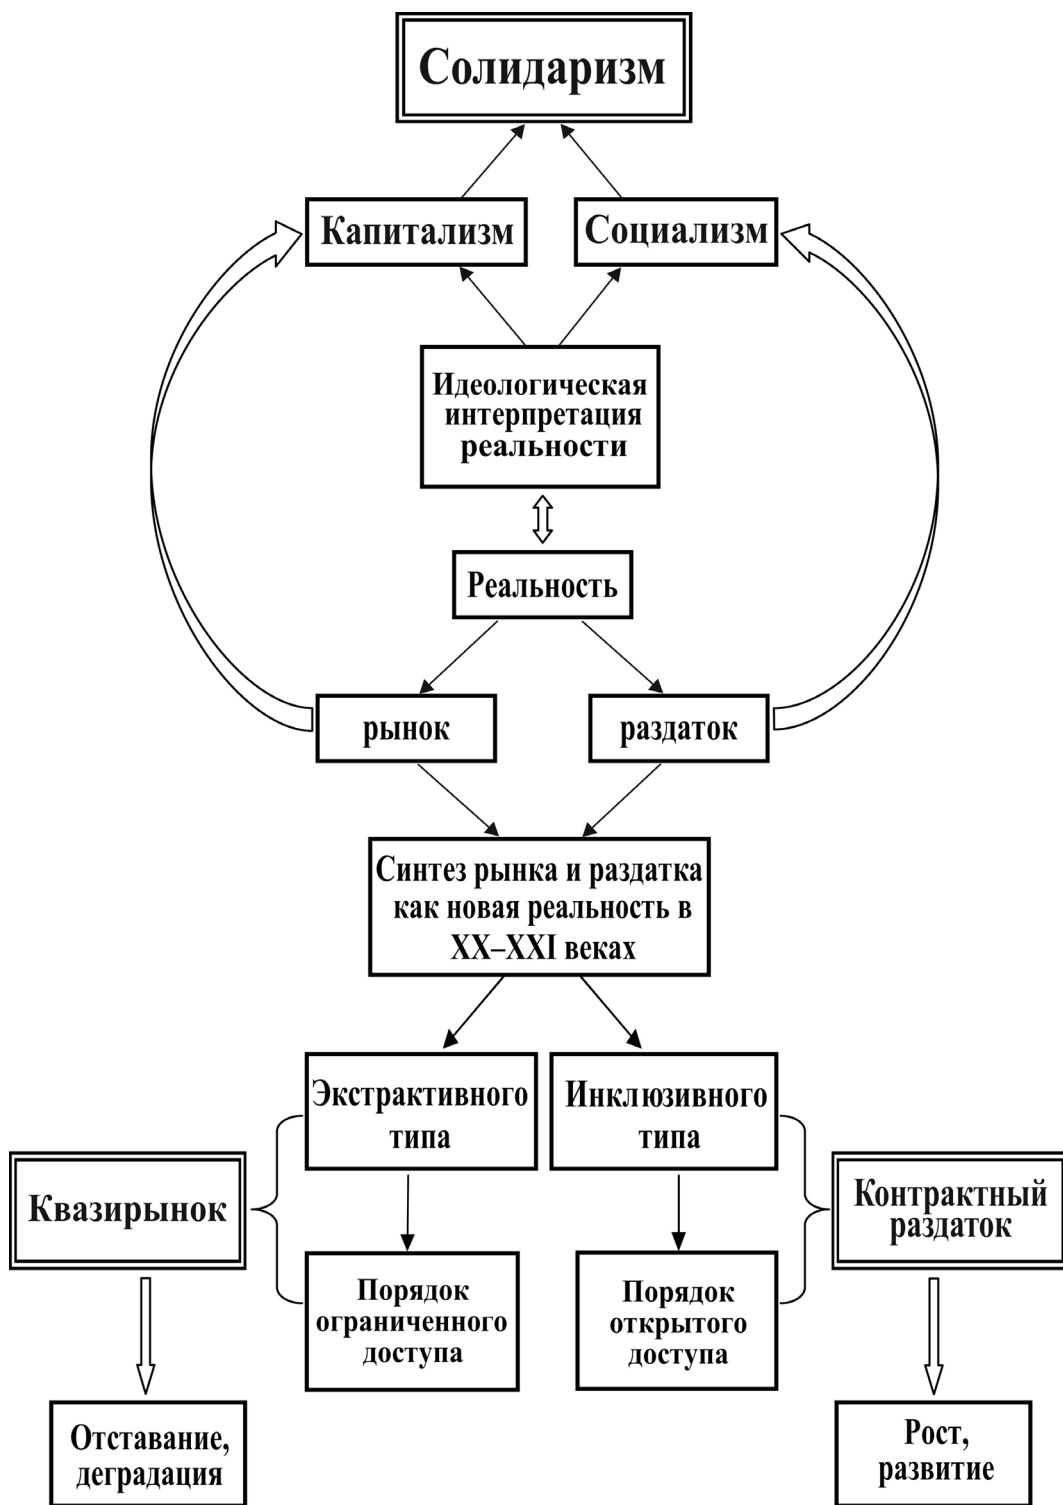 Солидаризм
Капитализм
Социализм
Идеологическая
интерпретация
реальности
Реальность
рынок
раздаток
Синтез рынка и раздатка
как новая реальность в
XX–XXI веках
Экстрактивного
типа
Инклюзивного
типа
Квазирынок
Контрактный
раздаток
Порядок
ограниченного
доступа
Порядок
открытого
доступа
Отставание,
деградация
Рост,
развитие